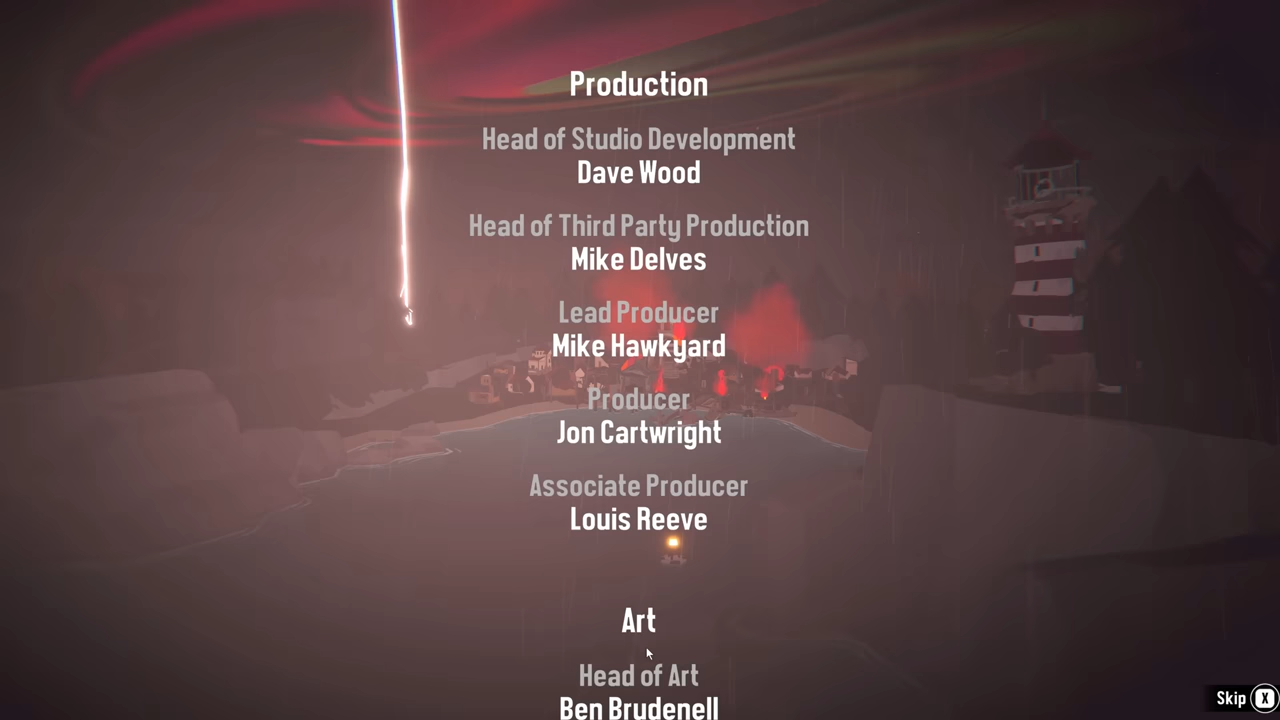 Production
Head of Studio Development
Dave Wood
Head of Third Party Production
Mike Delves
Lead Producer
Mike Hawkyard
Producer
Jon Cartwright
Associate Producer
Louis Reeve
Art
Head of Art
Ben Brudenell
Skip X